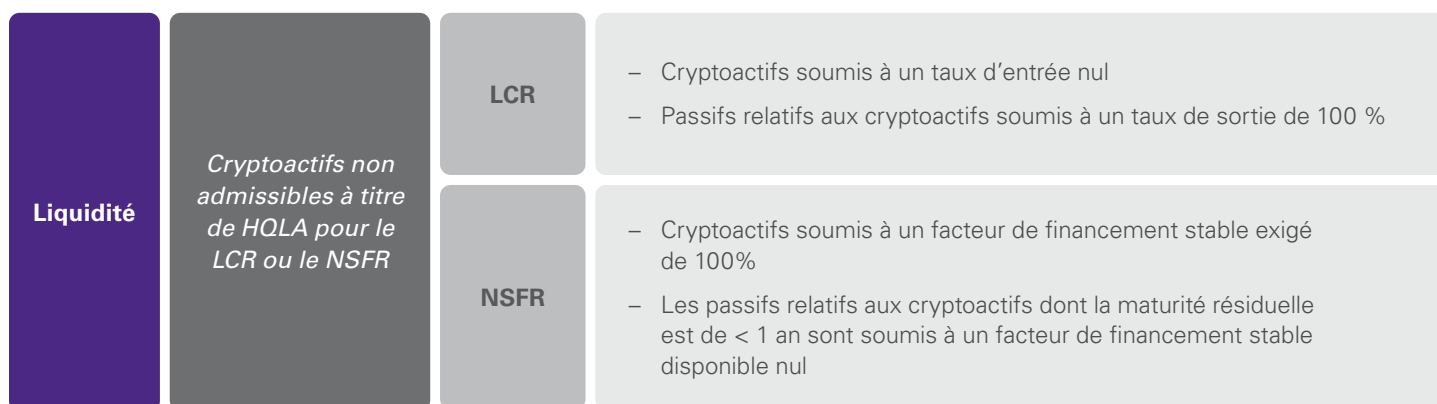 Liquidité
Cryptoactifs non
admissibles à titre
de HQLA pour le
LCR ou le NSFR
LCR
– Cryptoactifs soumis à un taux d’entrée nul
– Passifs relatifs aux cryptoactifs soumis à un taux de sortie de 100 %
NSFR
– Cryptoactifs soumis à un facteur de financement stable exigé
de 100%
– Les passifs relatifs aux cryptoactifs dont la maturité résiduelle
est de < 1 an sont soumis à un facteur de financement stable
disponible nul